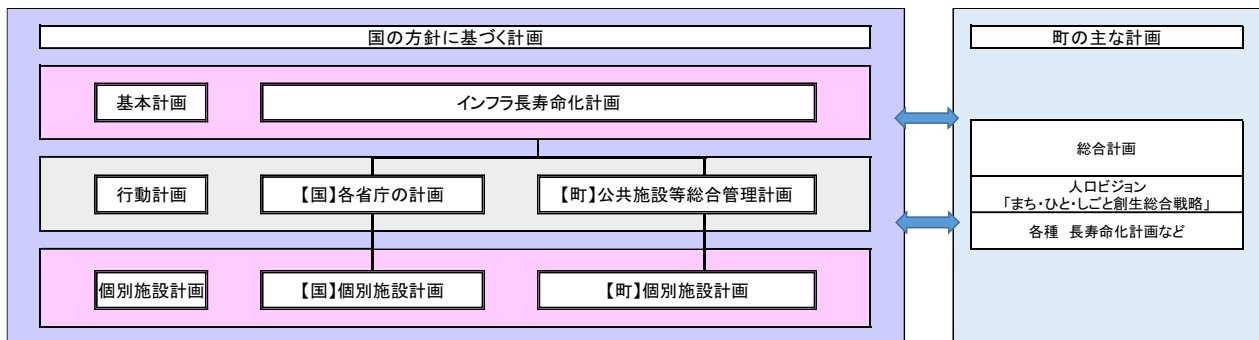 国の方針に基づく計画
基本計画
インフラ長寿命化計画
行動計画
【国】各省庁の計画
【町】公共施設等総合管理計画
個別施設計画
【国】個別施設計画
【町】個別施設計画
町の主な計画
総合計画
人口ビジョン
「まち・ひと・しごと創生総合戦略」
各種　長寿命化計画など